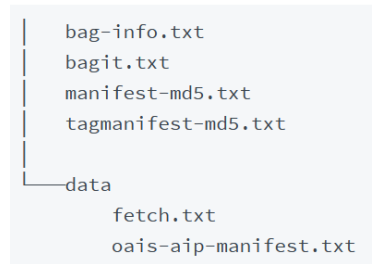 bag-info.txt
bagit.txt
manifest-md5.txt
tagmanifest-md5.txt
data
fetch.txt
oais-aip-manifest.txt